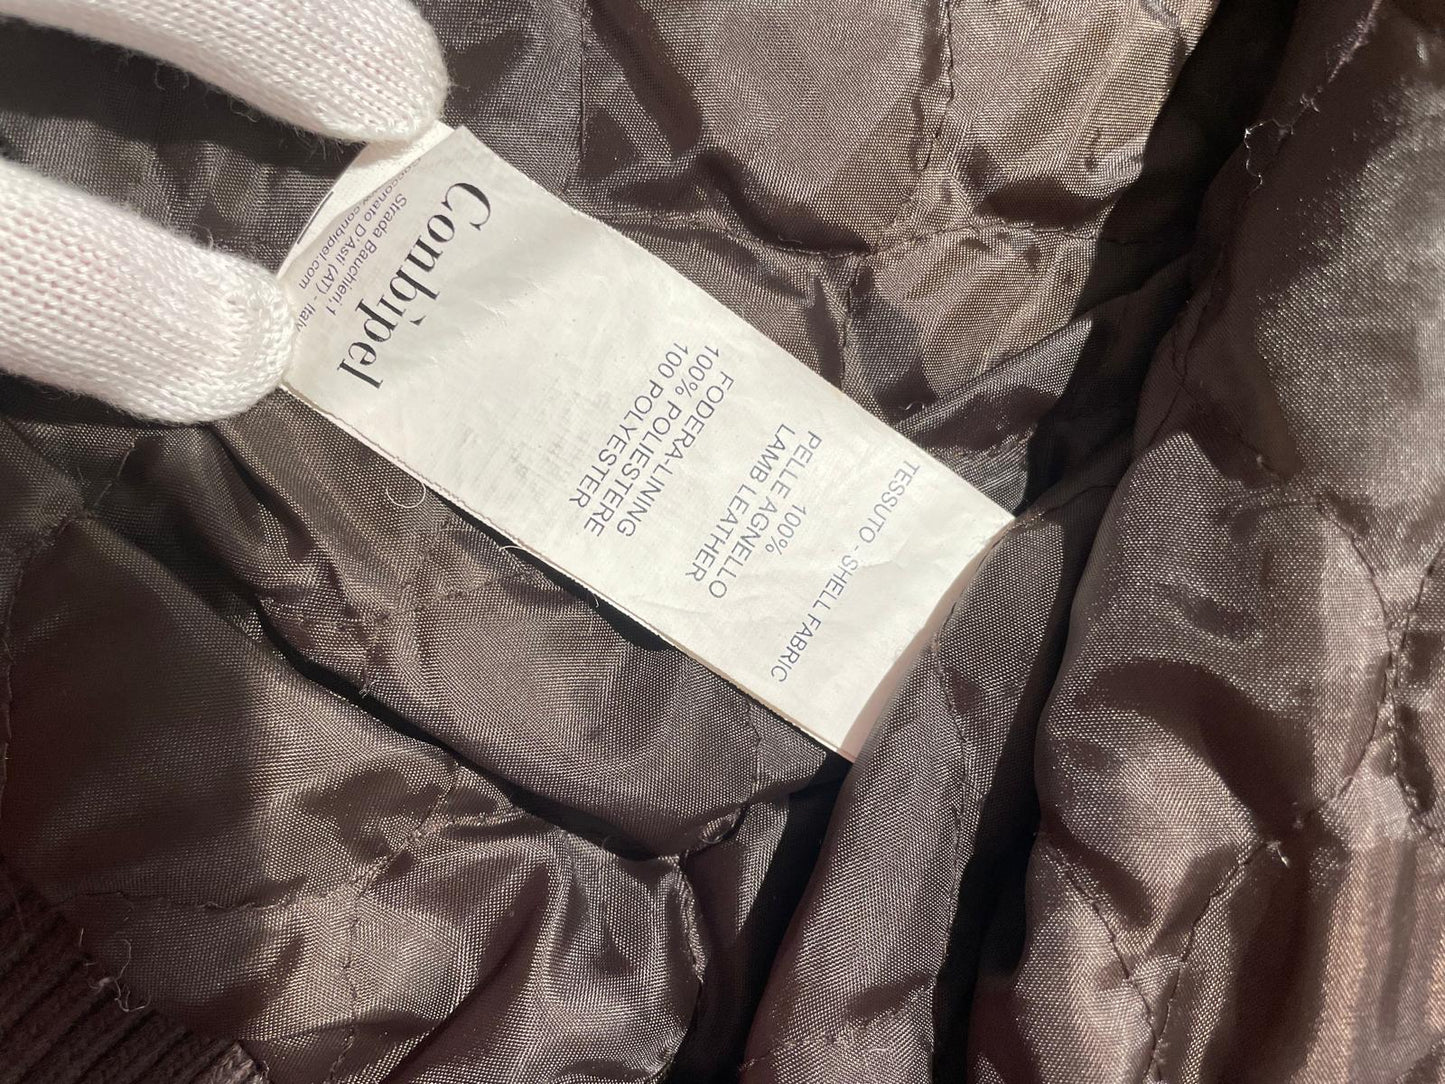 TESSUTO - SHELL FABRIC
100%
PELLE AGNELLO
LAMB LEATHER
FODERA-LINING
100% POLIESTERE
100 POLYESTER
Conbipel
Strada Bauchieri,1
D'Asti (AT) - Italy
conbipel.com